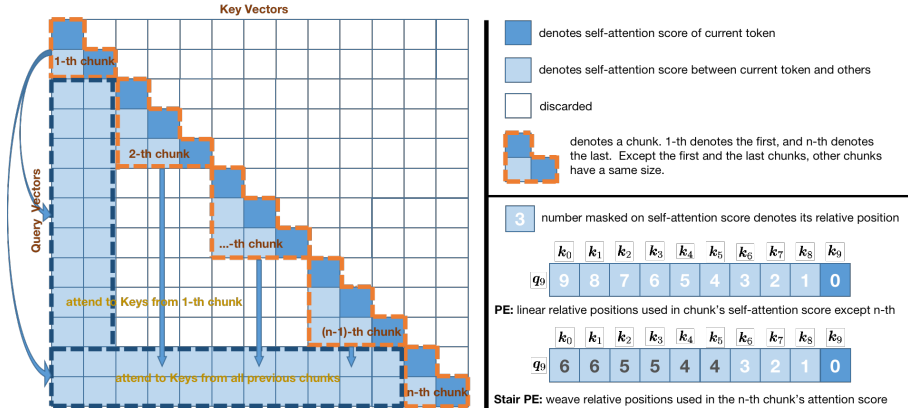 Key Vectors
Query Vectors
1-th chunk
2-th chunk
...-th chunk
attend to Keys from 1-th chunk
(n-1)-th chunk
attend to Keys from all previous chunks
n-th chunk
denotes self-attention score of current token
denotes self-attention score between current token and others
discarded
denotes a chunk. 1-th denotes the first, and n-th denotes
the last. Except the first and the last chunks, other chunks
have a same size.
3 number masked on self-attention score denotes its relative position
k0 k1 k2 k3 k4 k5 k6 k7 k8 k9
q9 9 8 7 6 5 4 3 2 1 0
PE: linear relative positions used in chunk's self-attention score except n-th
k0 k1 k2 k3 k4 k5 k6 k7 k8 k9
q9 6 6 5 5 4 4 3 2 1 0
Stair PE: weave relative positions used in the n-th chunk's attention score